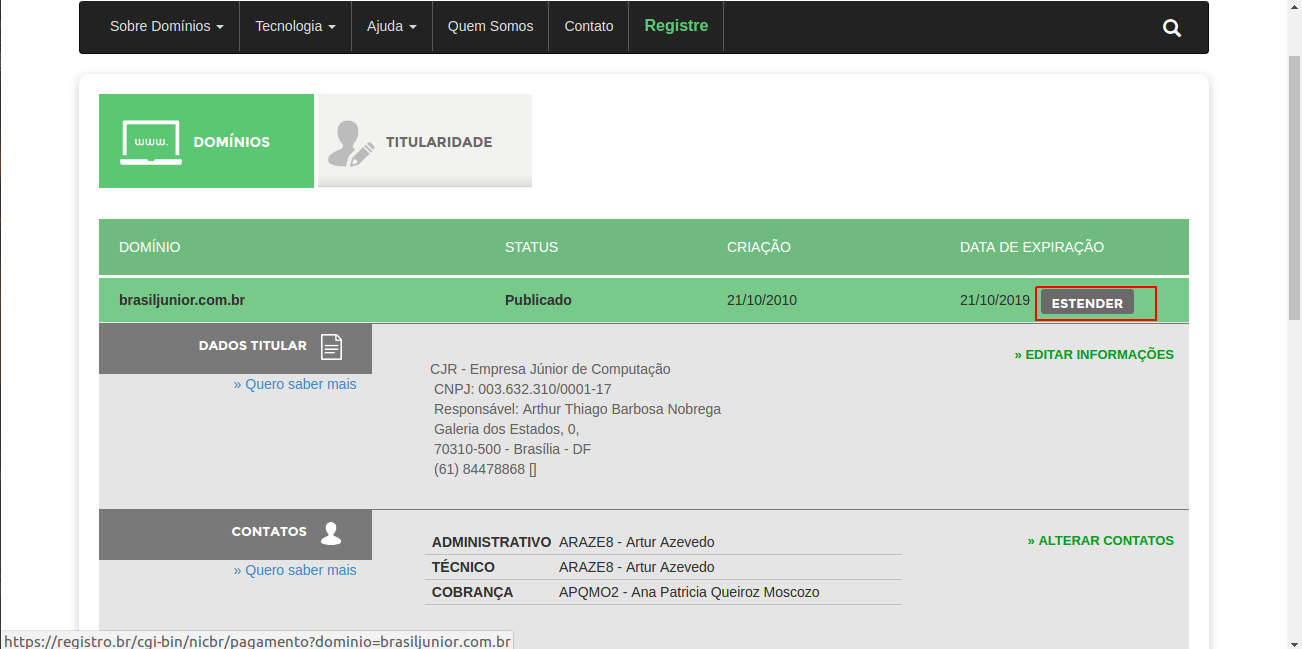 Sobre Domínios Tecnologia Ajuda Quem Somos Contato Registre
www. DOMÍNIOS TITULARIDADE
DOMÍNIO STATUS CRIAÇÃO DATA DE EXPIRAÇÃO
brasiljunior.com.br Publicado 21/10/2010 21/10/2019 ESTENDER
DADOS TITULAR
» Quero saber mais
» EDITAR INFORMAÇÕES
CJR - Empresa Júnior de Computação
CNPJ: 003.632.310/0001-17
Responsável: Arthur Thiago Barbosa Nobrega
Galeria dos Estados, 0,
70310-500 - Brasília - DF
(61) 84478868 []
CONTATOS
» Quero saber mais
» ALTERAR CONTATOS
ADMINISTRATIVO ARAZE8 - Artur Azevedo
TÉCNICO ARAZE8 - Artur Azevedo
COBRANÇA APQMO2 - Ana Patricia Queiroz Moscozo
https://registro.br/cgi-bin/nicbr/pagamento?dominio=brasiljunior.com.br